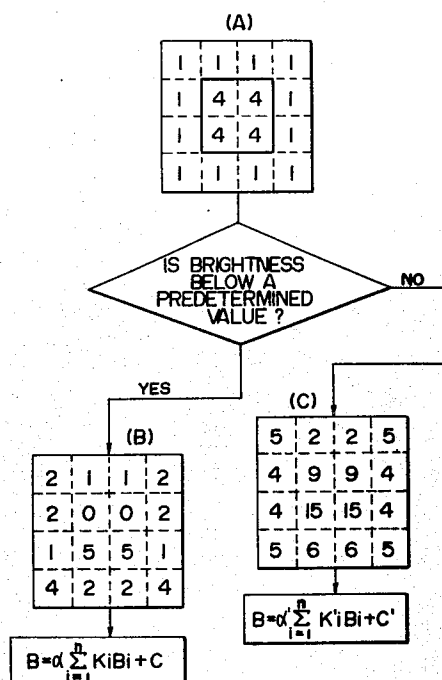 (A)
1 1 1 1
1 4 4 1
1 4 4 1
1 1 1 1
IS BRIGHTNESS
BELOW A
PREDETERMINED
VALUE ?
NO
YES
(B)
2 1 1 2
2 0 0 2
1 5 5 1
4 2 2 4
B=α Σ KiBi+C
n
i=1
(C)
5 2 2 5
4 9 9 4
4 15 15 4
5 6 6 5
B=α' Σ K'iBi+C'
n
i=1